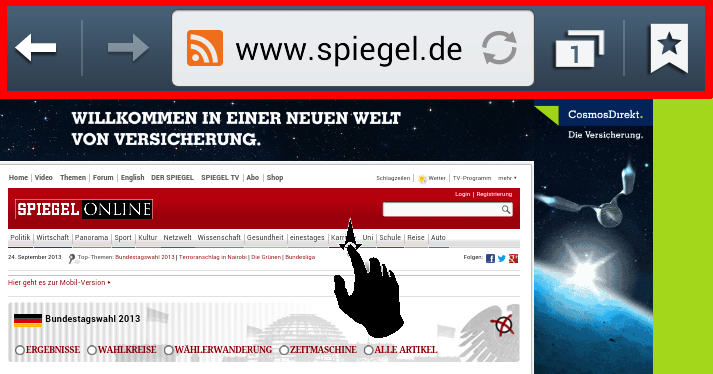 www.spiegel.de
1
WILLKOMMEN IN EINER NEUEN WELT
VON VERSICHERUNG.
CosmosDirekt.
Die Versicherung.
Home Video Themen Forum English DER SPIEGEL SPIEGEL TV Abo Shop
Schlagzeilen Wetter TV-Programm mehr
Login | Registrierung
SPIEGEL ONLINE
Politik Wirtschaft Panorama Sport Kultur Netzwelt Wissenschaft Gesundheit einestages Uni Schule Reise Auto
24. September 2013 Top-Themen: Bundestagswahl 2013 | Terroranschlag in Nairobi | Die Grünen | Bundesliga
Folgen:
Hier geht es zur Mobil-Version
Bundestagswahl 2013
ERGEBNISSE WAHLKREISE WÄHLERWANDERUNG ZEITMASCHINE ALLE ARTIKEL